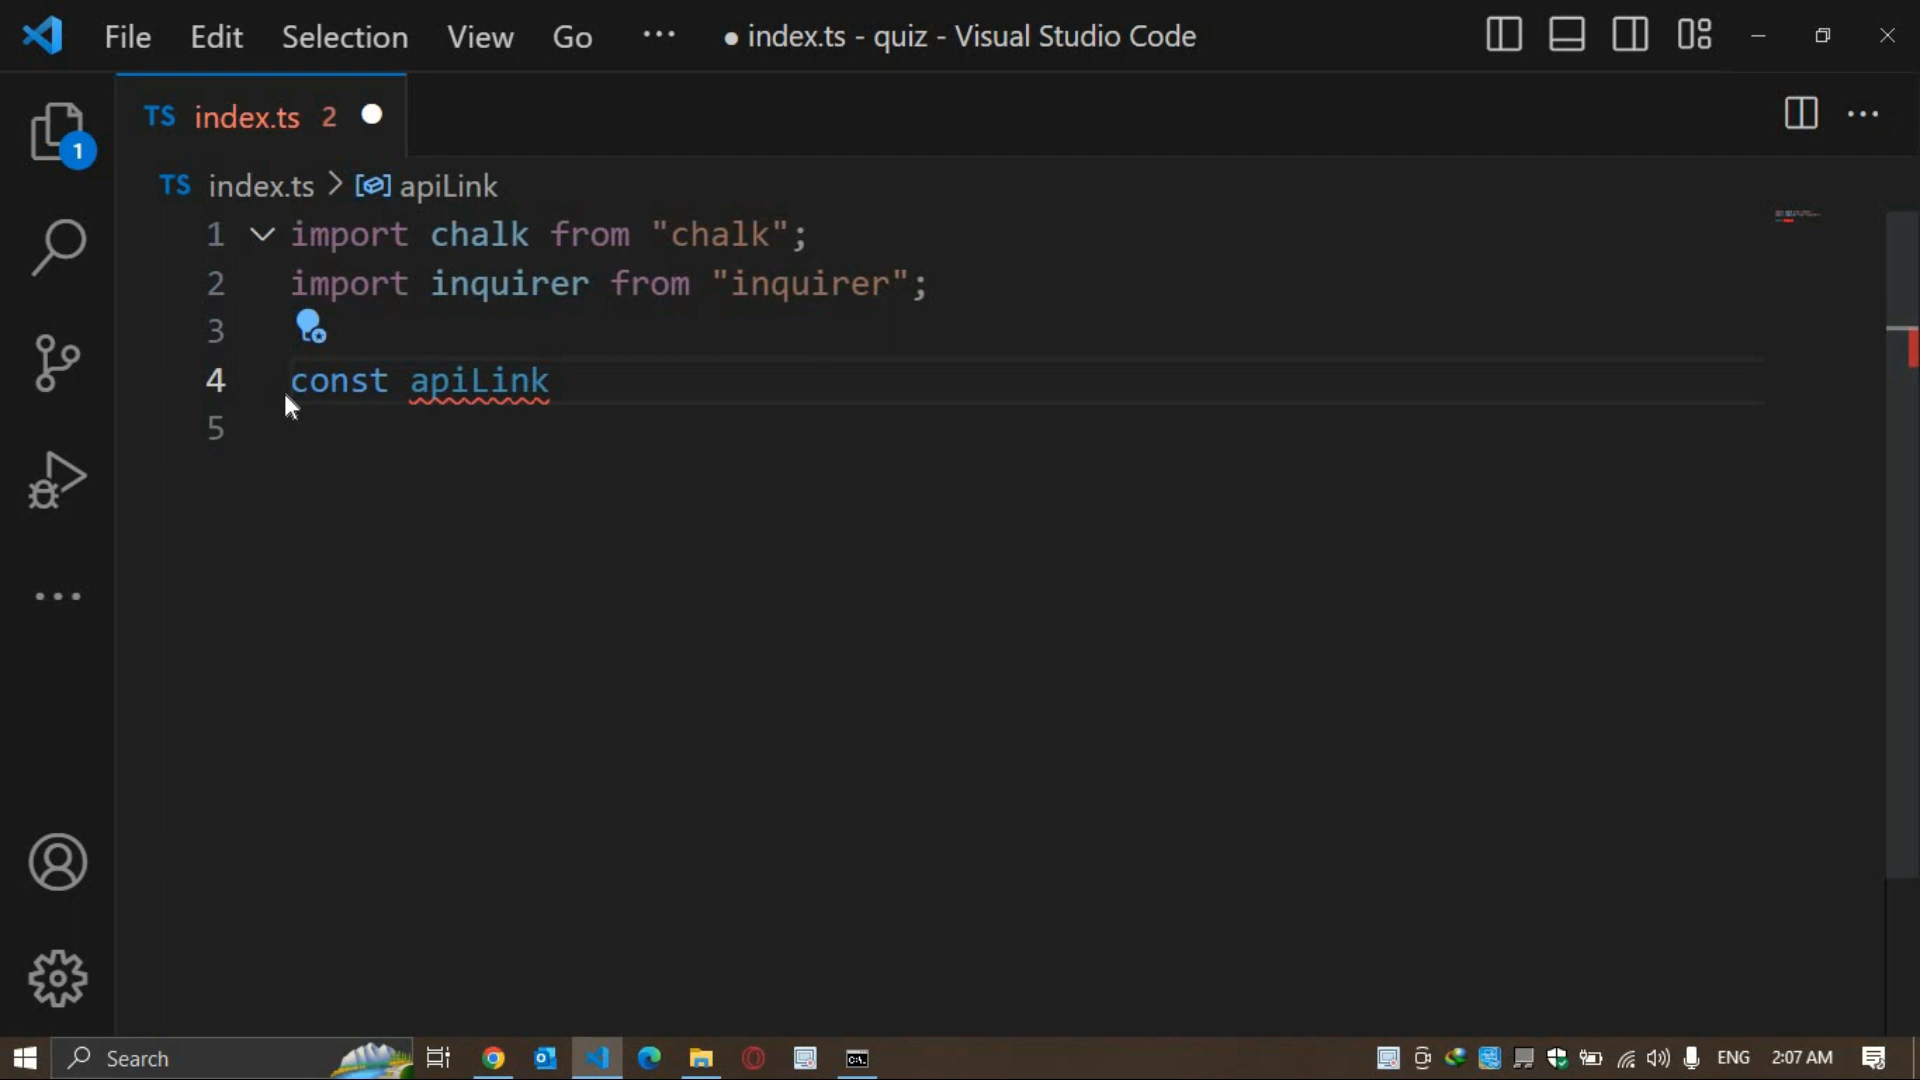 File Edit Selection View Go ··· ● index.ts - quiz - Visual Studio Code
TS index.ts 2
1
TS index.ts > apiLink
1 import chalk from "chalk";
2 import inquirer from "inquirer";
3
4 const apiLink
5
Search
ENG 2:07 AM